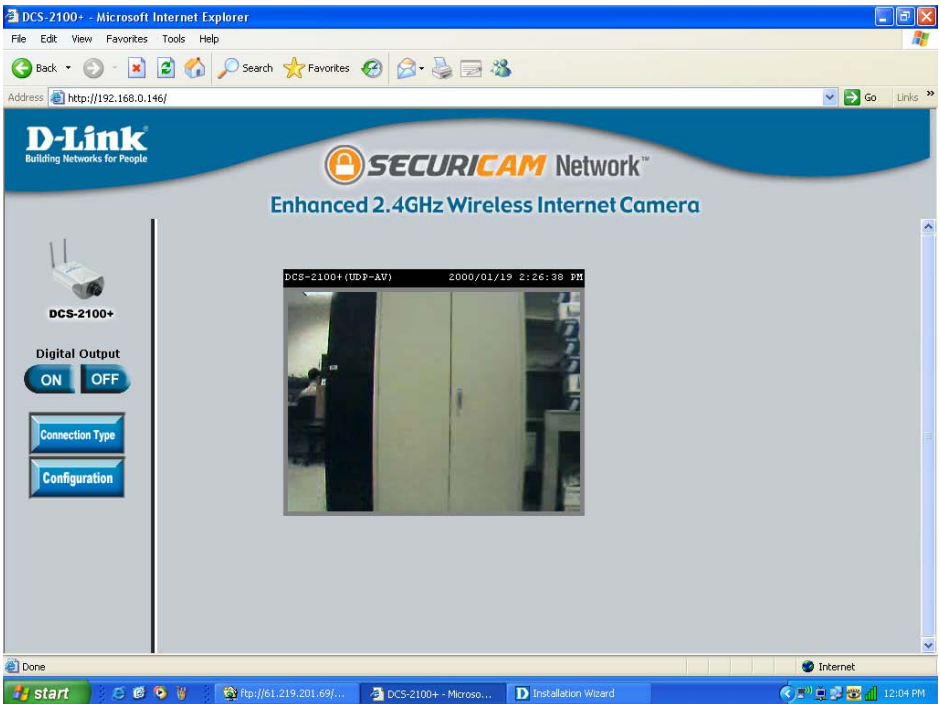 DCS-2100+ - Microsoft Internet Explorer
File Edit View Favorites Tools Help
Back Search Favorites
Address http://192.168.0.146/ Go Links »
D-Link®
Building Networks for People
SECURICAM Network™
Enhanced 2.4GHz Wireless Internet Camera
DCS-2100+
Digital Output
ON OFF
Connection Type
Configuration
DCS-2100+(UDP-AV) 2000/01/19 2:26:38 PM
Done Internet
start ftp://61.219.201.69/... DCS-2100+ - Microso... Installation Wizard 12:04 PM